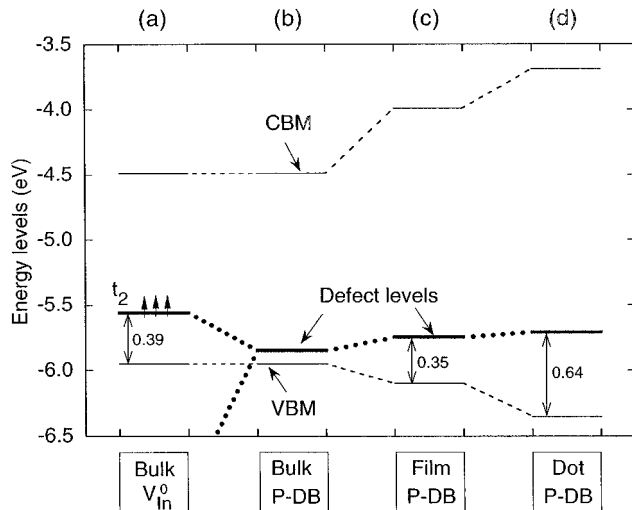 (a) (b) (c) (d)
-3.5
-4.0
-4.5
-5.0
-5.5
-6.0
-6.5
Energy levels (eV)
CBM
t2
Defect levels
0.39
0.35
0.64
VBM
Bulk
V0In
Bulk
P-DB
Film
P-DB
Dot
P-DB